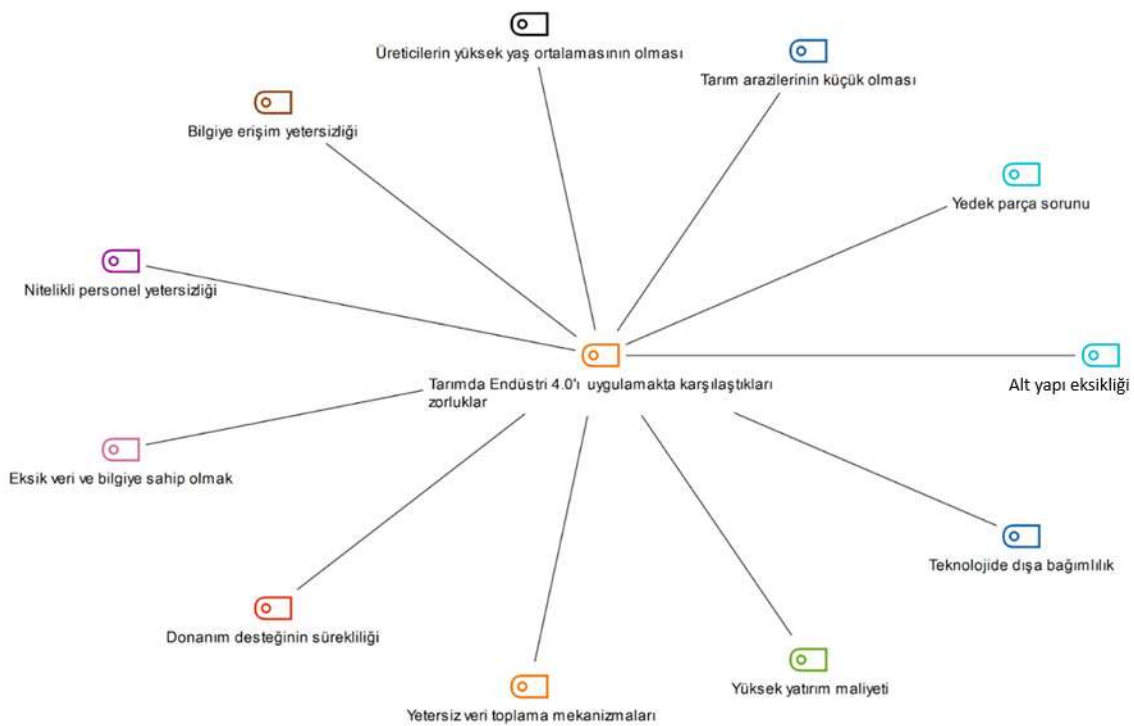 Üreticilerin yüksek yaş ortalamasının olması
Tarım arazilerinin küçük olması
Bilgiye erişim yetersizliği
Yedek parça sorunu
Nitelikli personel yetersizliği
Tarımda Endüstri 4.0'ı uygulamakta karşılaştıkları
zorluklar
Alt yapı eksikliği
Eksik veri ve bilgiye sahip olmak
Teknolojide dışa bağımlılık
Donanım desteğinin sürekliliği
Yüksek yatırım maliyeti
Yetersiz veri toplama mekanizmaları